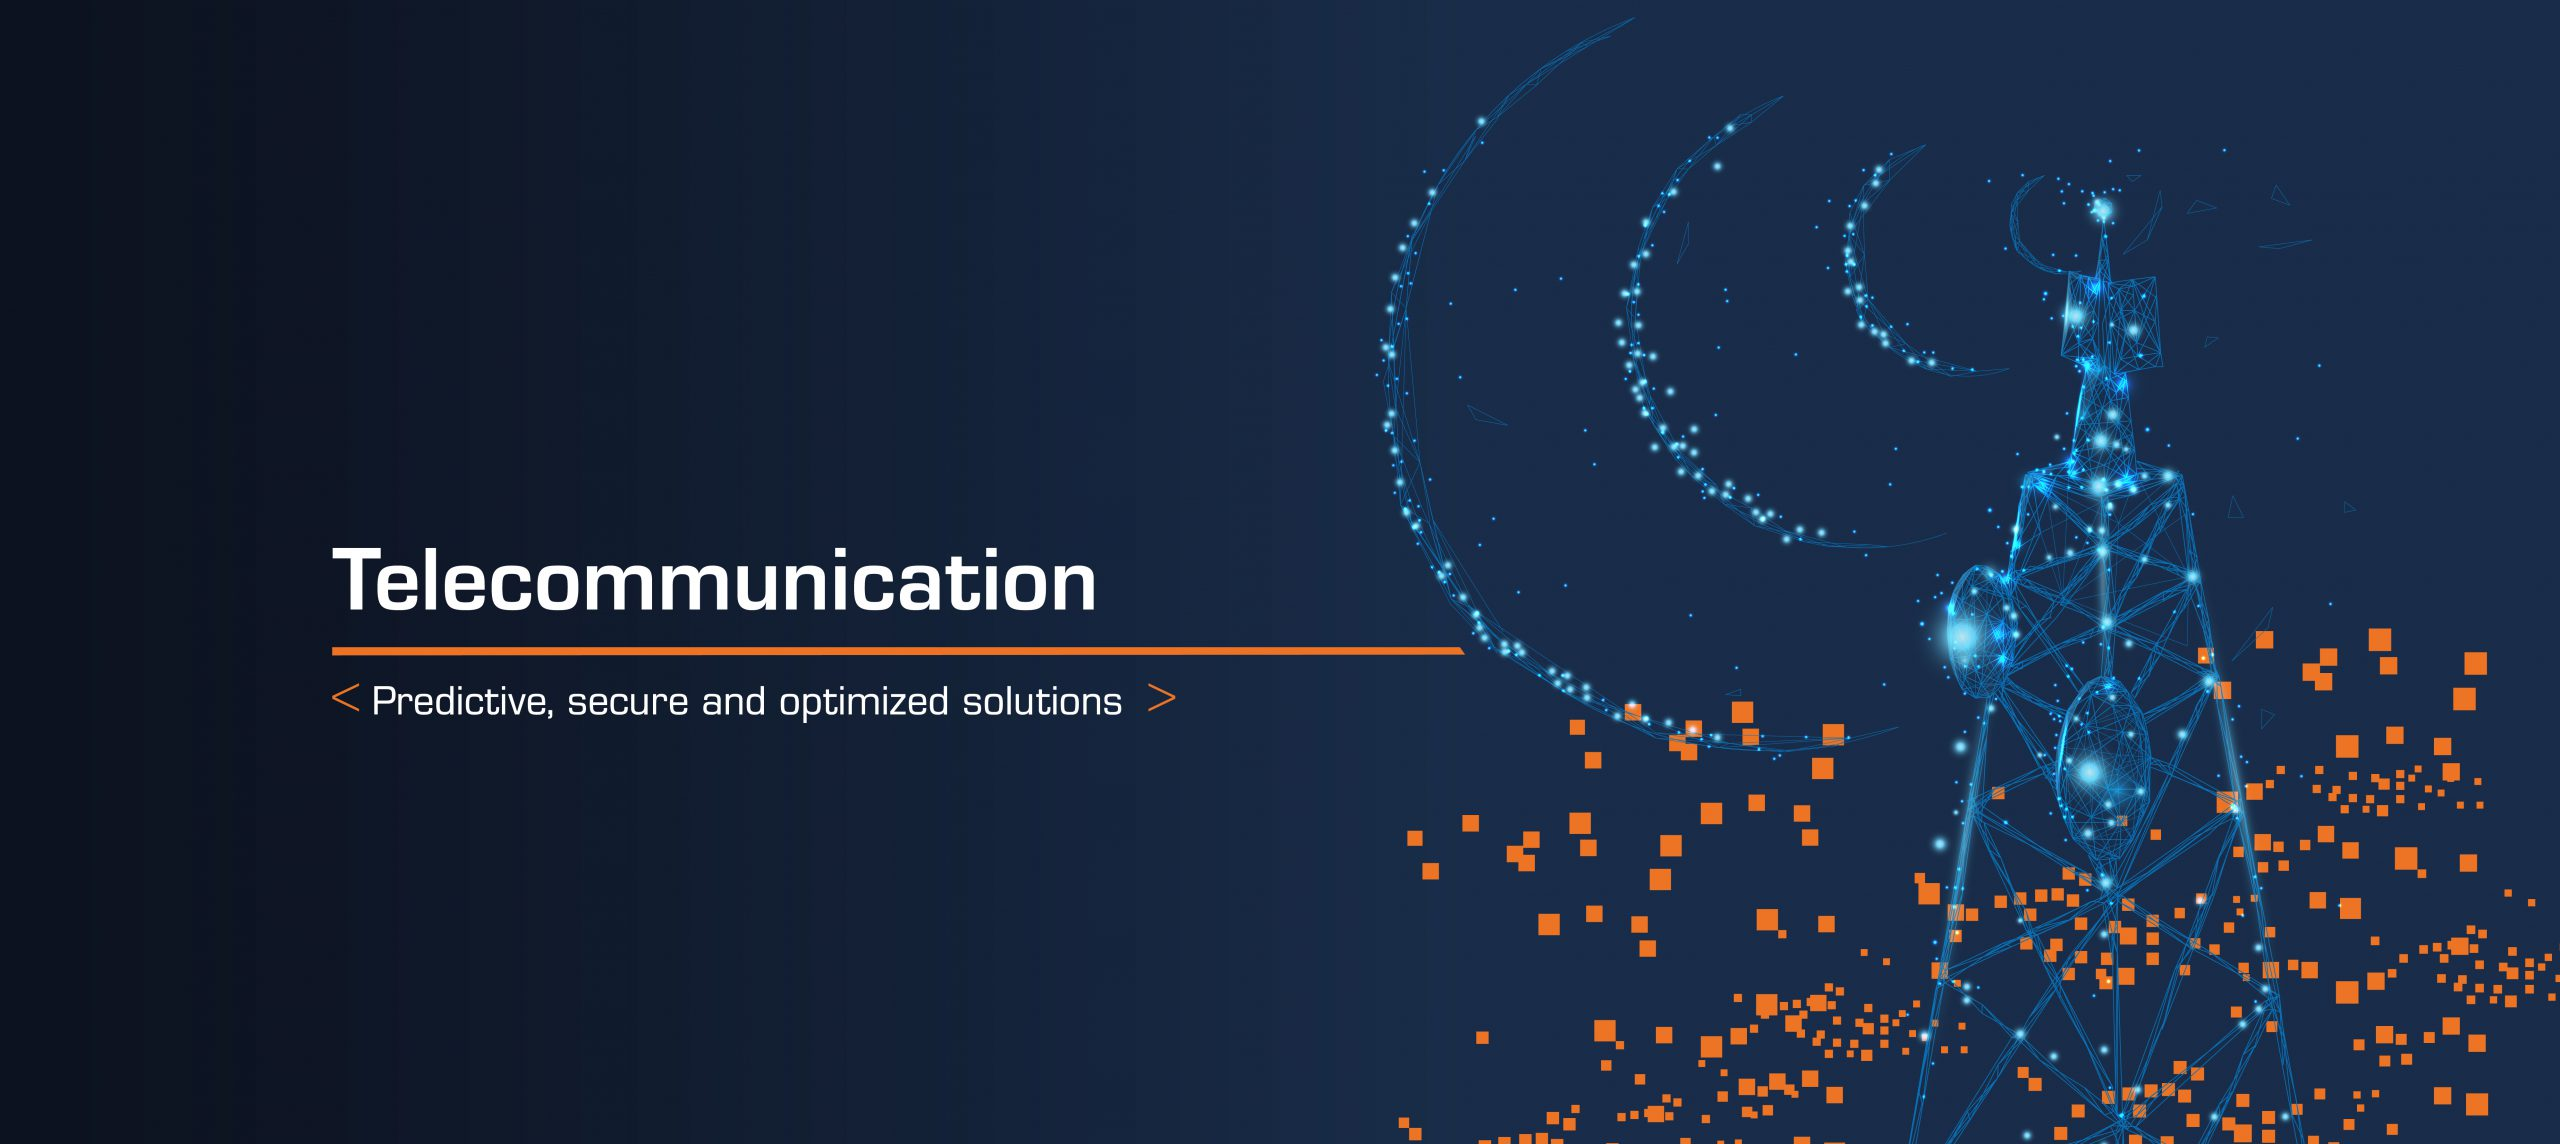 Telecommunication
< Predictive, secure and optimized solutions >